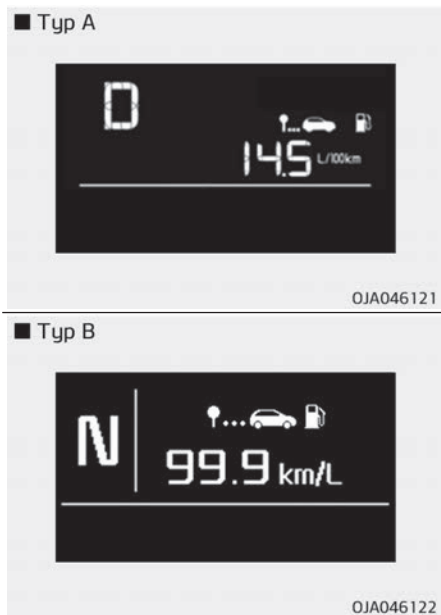 ■ Typ A
D
14.5 L/100km
OJA046121
■ Typ B
N
99.9 km/L
OJA046122